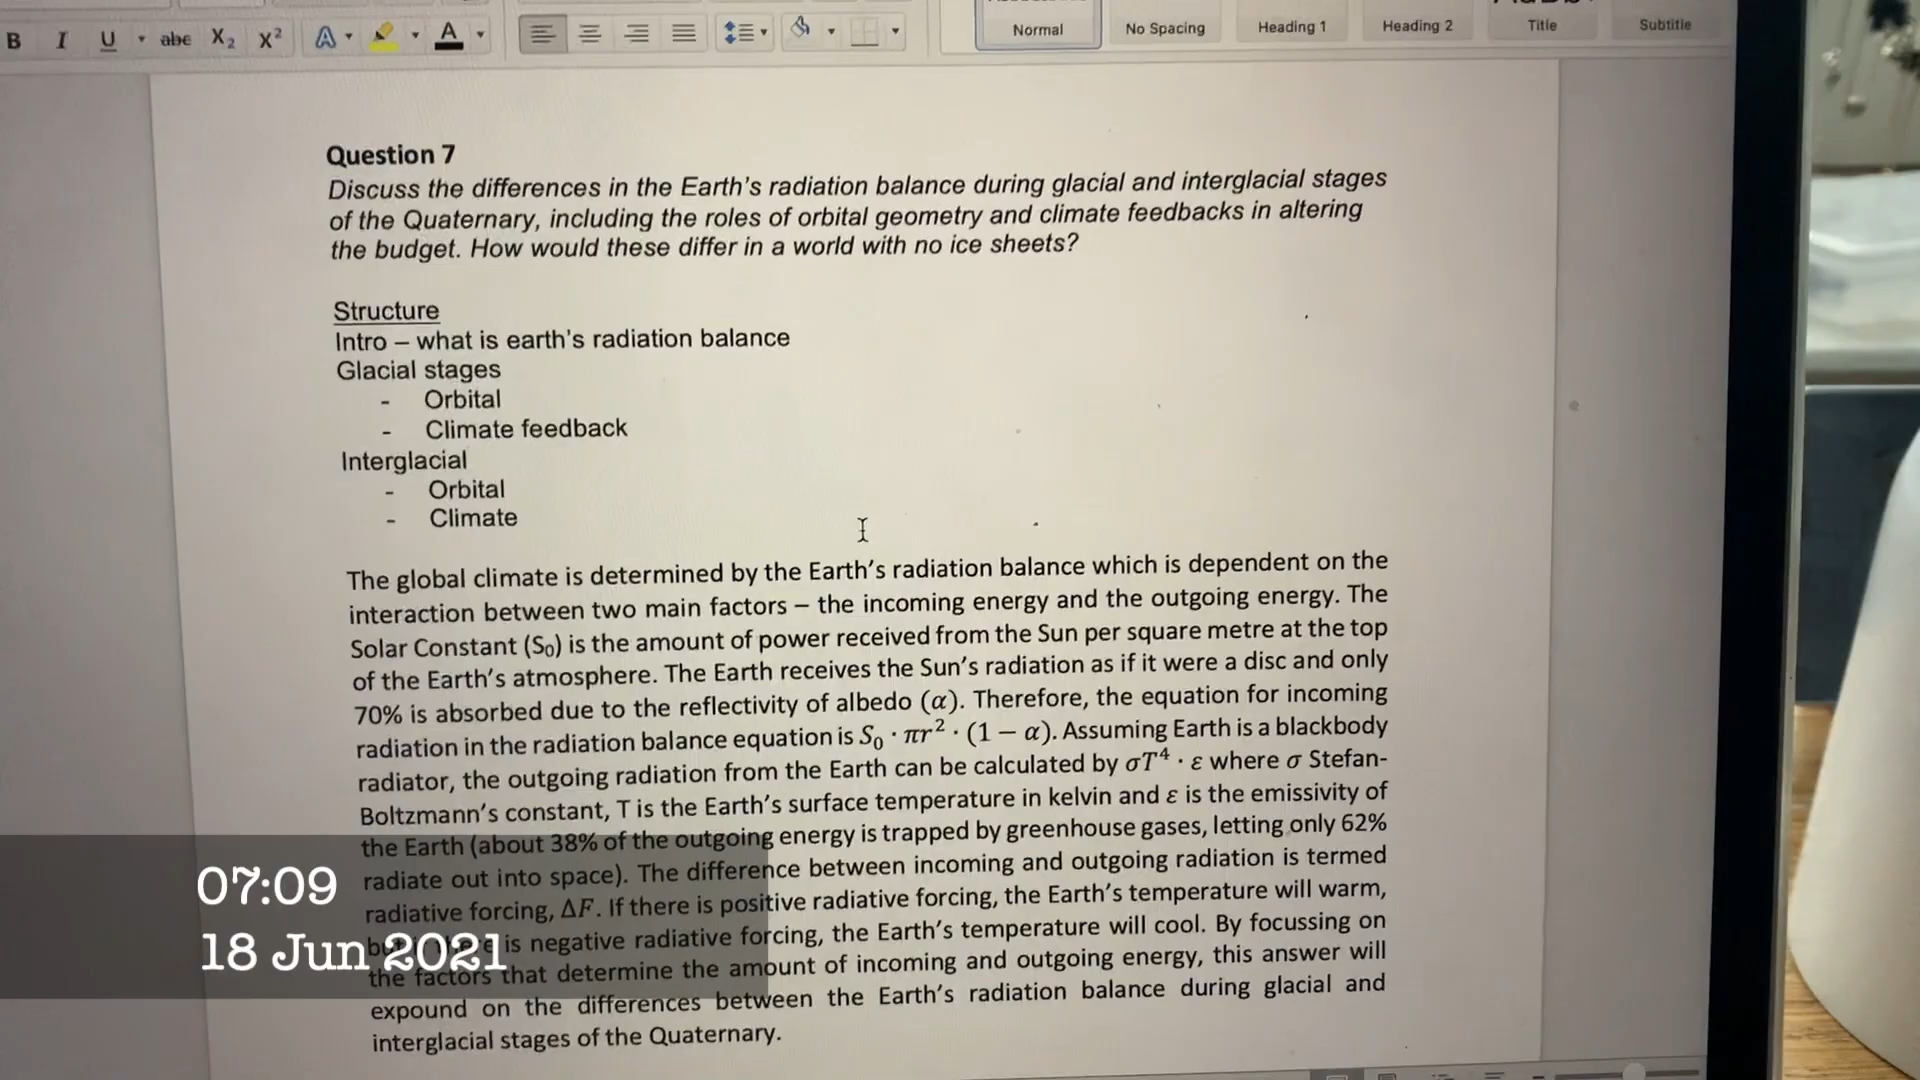 B I U abc X₂ X² A A
Normal No Spacing Heading 1 Heading 2 Title Subtitle
Question 7
Discuss the differences in the Earth's radiation balance during glacial and interglacial stages
of the Quaternary, including the roles of orbital geometry and climate feedbacks in altering
the budget. How would these differ in a world with no ice sheets?
Structure
Intro – what is earth's radiation balance
Glacial stages
- Orbital
- Climate feedback
Interglacial
- Orbital
- Climate
The global climate is determined by the Earth's radiation balance which is dependent on the
interaction between two main factors – the incoming energy and the outgoing energy. The
Solar Constant (S₀) is the amount of power received from the Sun per square metre at the top
of the Earth's atmosphere. The Earth receives the Sun's radiation as if it were a disc and only
70% is absorbed due to the reflectivity of albedo (α). Therefore, the equation for incoming
radiation in the radiation balance equation is S₀ · πr² · (1 − α). Assuming Earth is a blackbody
radiator, the outgoing radiation from the Earth can be calculated by σT⁴ · ε where σ Stefan-
Boltzmann's constant, T is the Earth's surface temperature in kelvin and ε is the emissivity of
the Earth (about 38% of the outgoing energy is trapped by greenhouse gases, letting only 62%
radiate out into space). The difference between incoming and outgoing radiation is termed
radiative forcing, ΔF. If there is positive radiative forcing, the Earth's temperature will warm,
is negative radiative forcing, the Earth's temperature will cool. By focussing on
the factors that determine the amount of incoming and outgoing energy, this answer will
expound on the differences between the Earth's radiation balance during glacial and
interglacial stages of the Quaternary.
07:09
18 Jun 2021